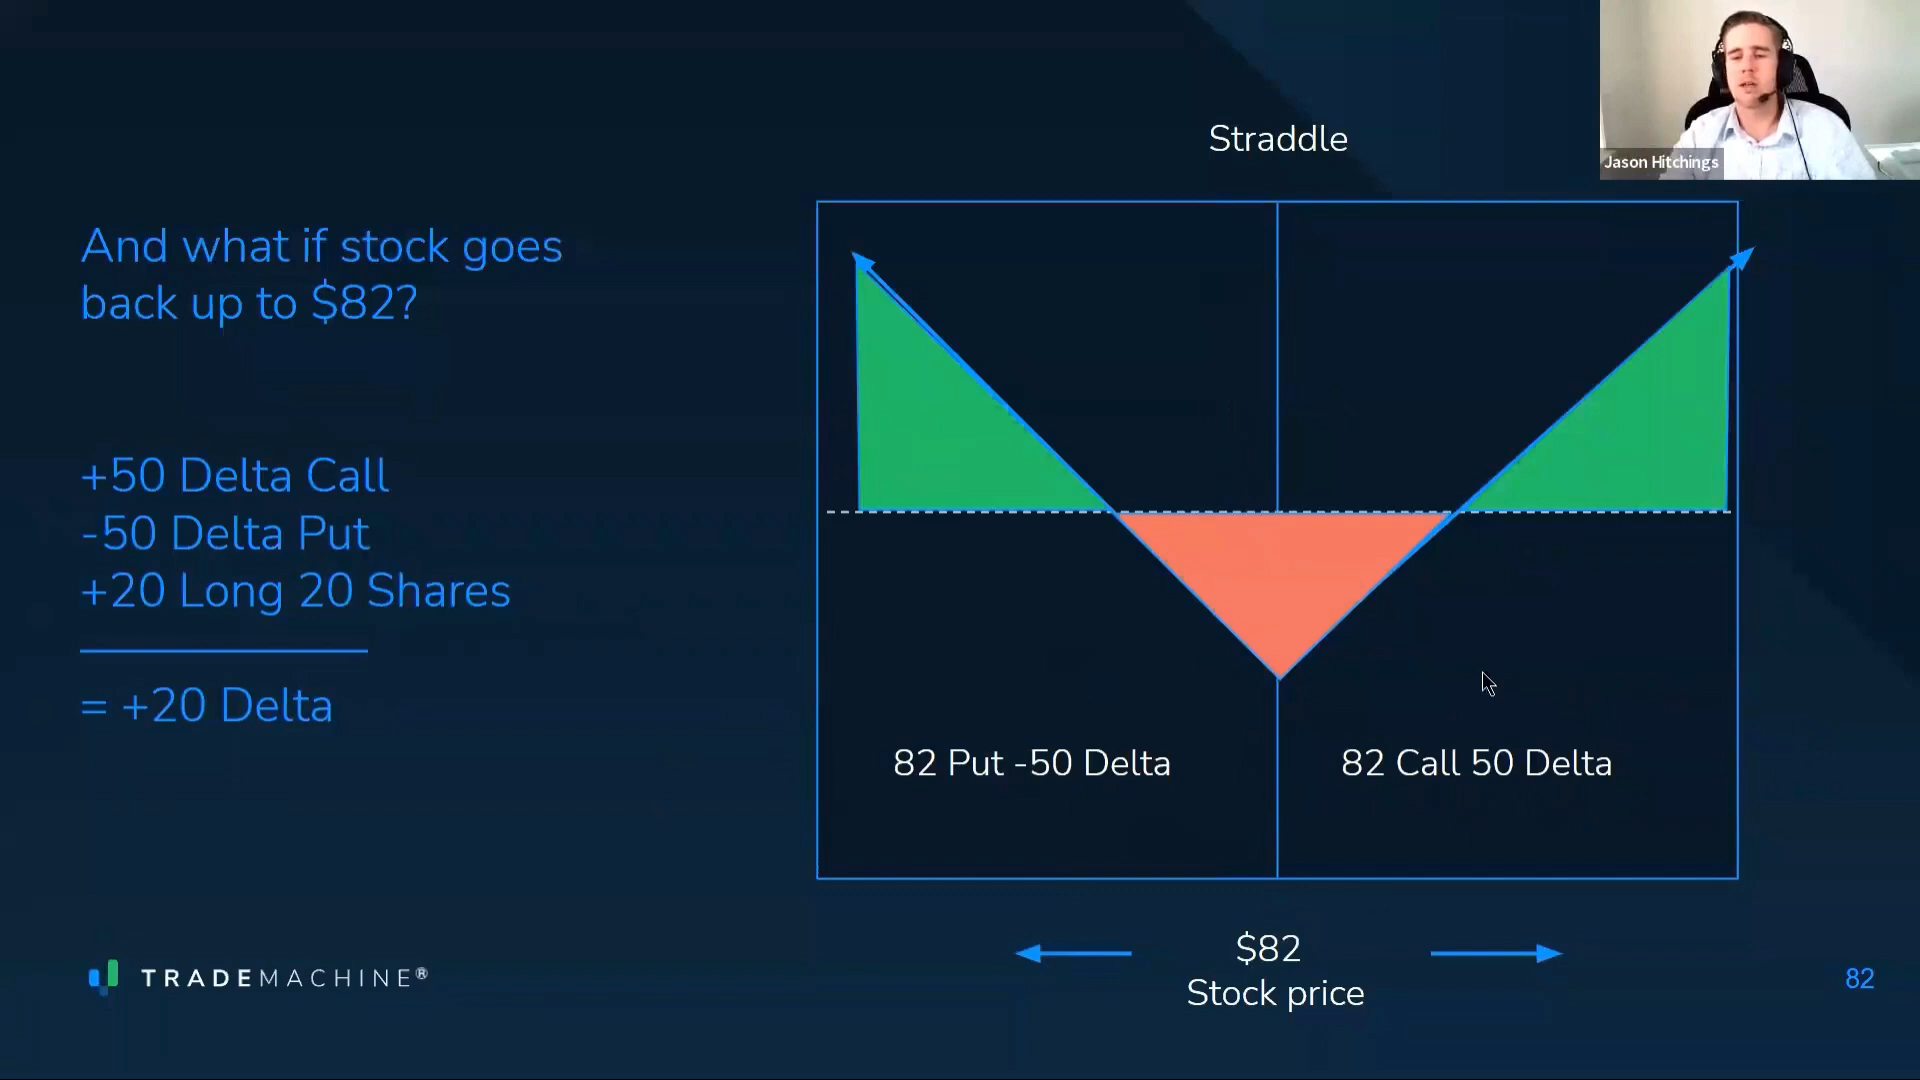 Straddle
Jason Hitchings
And what if stock goes
back up to $82?
+50 Delta Call
-50 Delta Put
+20 Long 20 Shares
= +20 Delta
82 Put -50 Delta
82 Call 50 Delta
$82
Stock price
TRADEMACHINE®
82